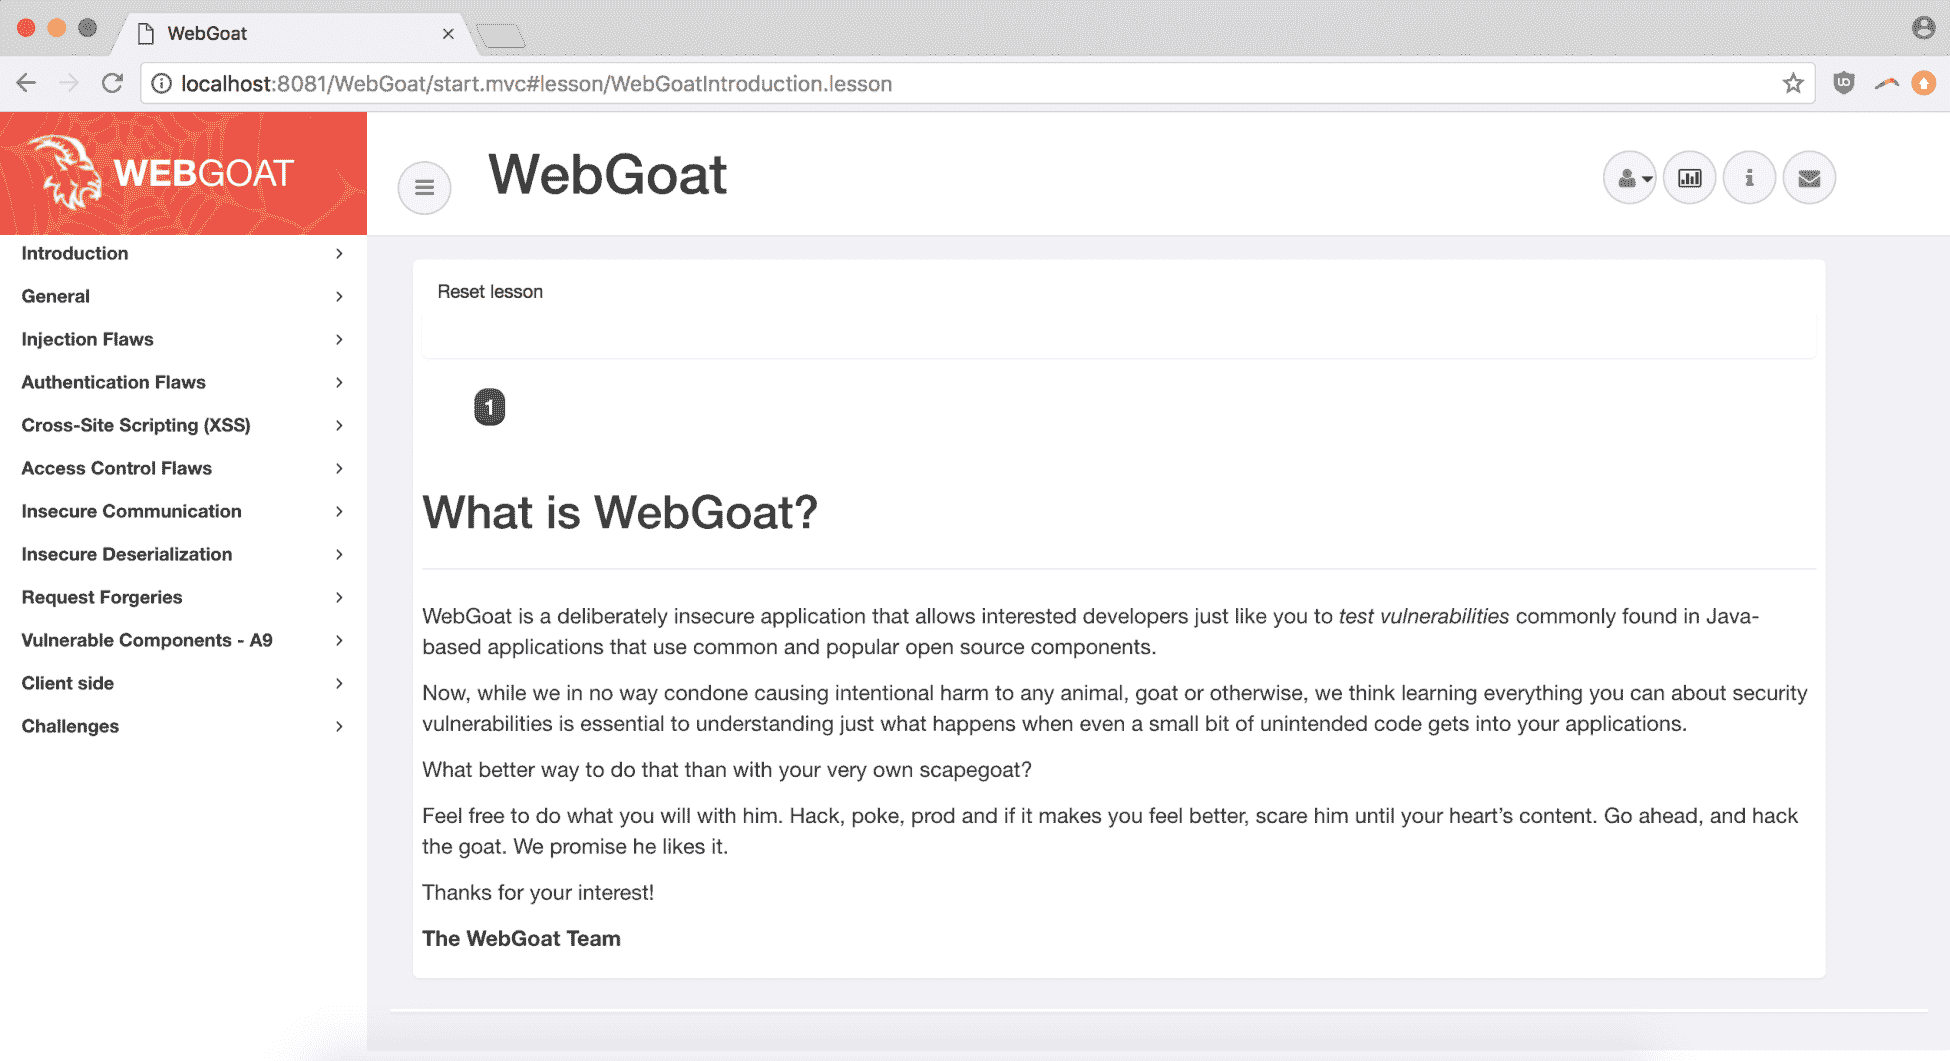 WebGoat
localhost:8081/WebGoat/start.mvc#lesson/WebGoatIntroduction.lesson
WEBGOAT
WebGoat
Introduction
General
Injection Flaws
Authentication Flaws
Cross-Site Scripting (XSS)
Access Control Flaws
Insecure Communication
Insecure Deserialization
Request Forgeries
Vulnerable Components - A9
Client side
Challenges
Reset lesson
1
What is WebGoat?
WebGoat is a deliberately insecure application that allows interested developers just like you to test vulnerabilities commonly found in Java-
based applications that use common and popular open source components.
Now, while we in no way condone causing intentional harm to any animal, goat or otherwise, we think learning everything you can about security
vulnerabilities is essential to understanding just what happens when even a small bit of unintended code gets into your applications.
What better way to do that than with your very own scapegoat?
Feel free to do what you will with him. Hack, poke, prod and if it makes you feel better, scare him until your heart’s content. Go ahead, and hack
the goat. We promise he likes it.
Thanks for your interest!
The WebGoat Team